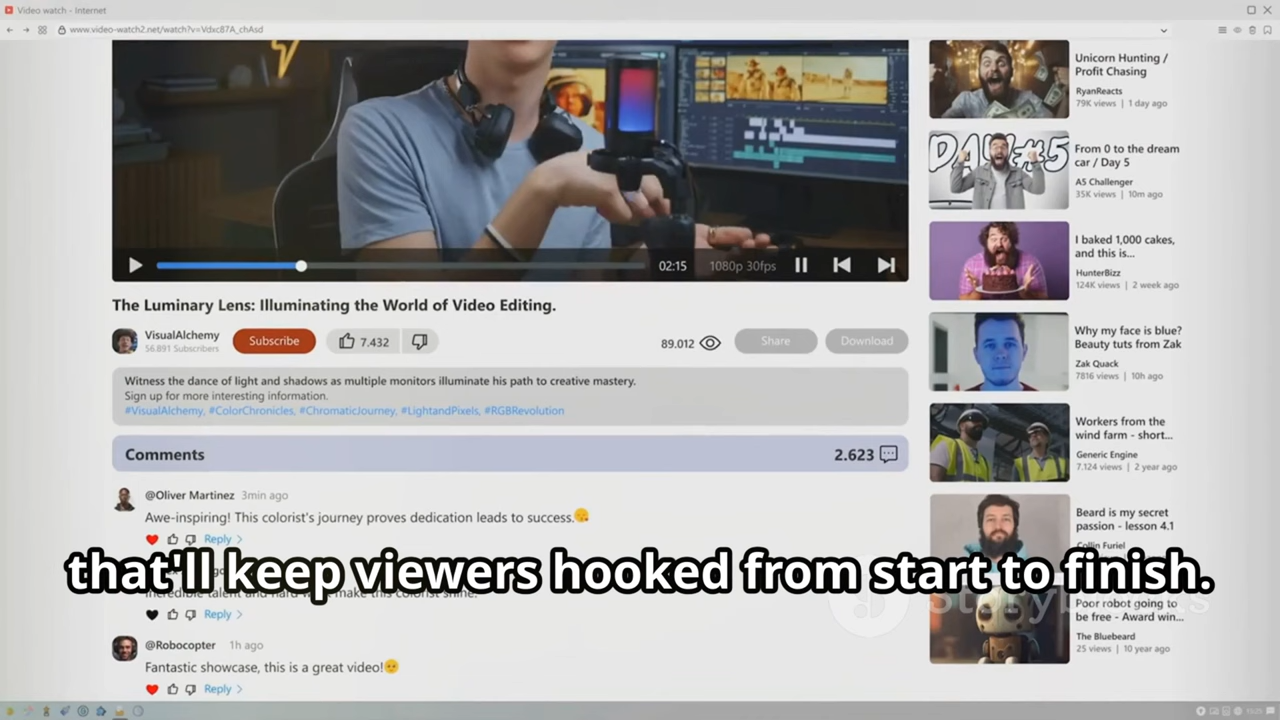 Video.watch - Internet
www.video-watch2.net/watch?v=Vdxc87A_chAsd
02:15
1080p 30fps
The Luminary Lens: Illuminating the World of Video Editing.
VisualAlchemy
56.891 Subscribers
Subscribe
7.432
89.012
Share
Download
Witness the dance of light and shadows as multiple monitors illuminate his path to creative mastery.
Sign up for more interesting information.
#VisualAlchemy, #ColorChronicles, #ChromaticJourney, #LightandPixels, #RGBRevolution
Comments
2.623
@Oliver Martinez 3min ago
Awe-inspiring! This colorist's journey proves dedication leads to success.
Reply
that'll keep viewers hooked from start to finish.
Reply
@Robocopter 1h ago
Fantastic showcase, this is a great video!
Reply
Unicorn Hunting /
Profit Chasing
RyanReacts
79K views | 1 day ago
DAY#5
From 0 to the dream
car / Day 5
A5 Challenger
35K views | 10m ago
I baked 1,000 cakes,
and this is...
HunterBizz
124K views | 2 week ago
Why my face is blue?
Beauty tuts from Zak
Zak Quack
7816 views | 10h ago
Workers from the
wind farm - short...
Generic Engine
7.124 views | 2 year ago
Beard is my secret
passion - lesson 4.1
Collin Furiel
Poor robot going to
be free - Award win...
The Bluebeard
25 views | 10 year ago